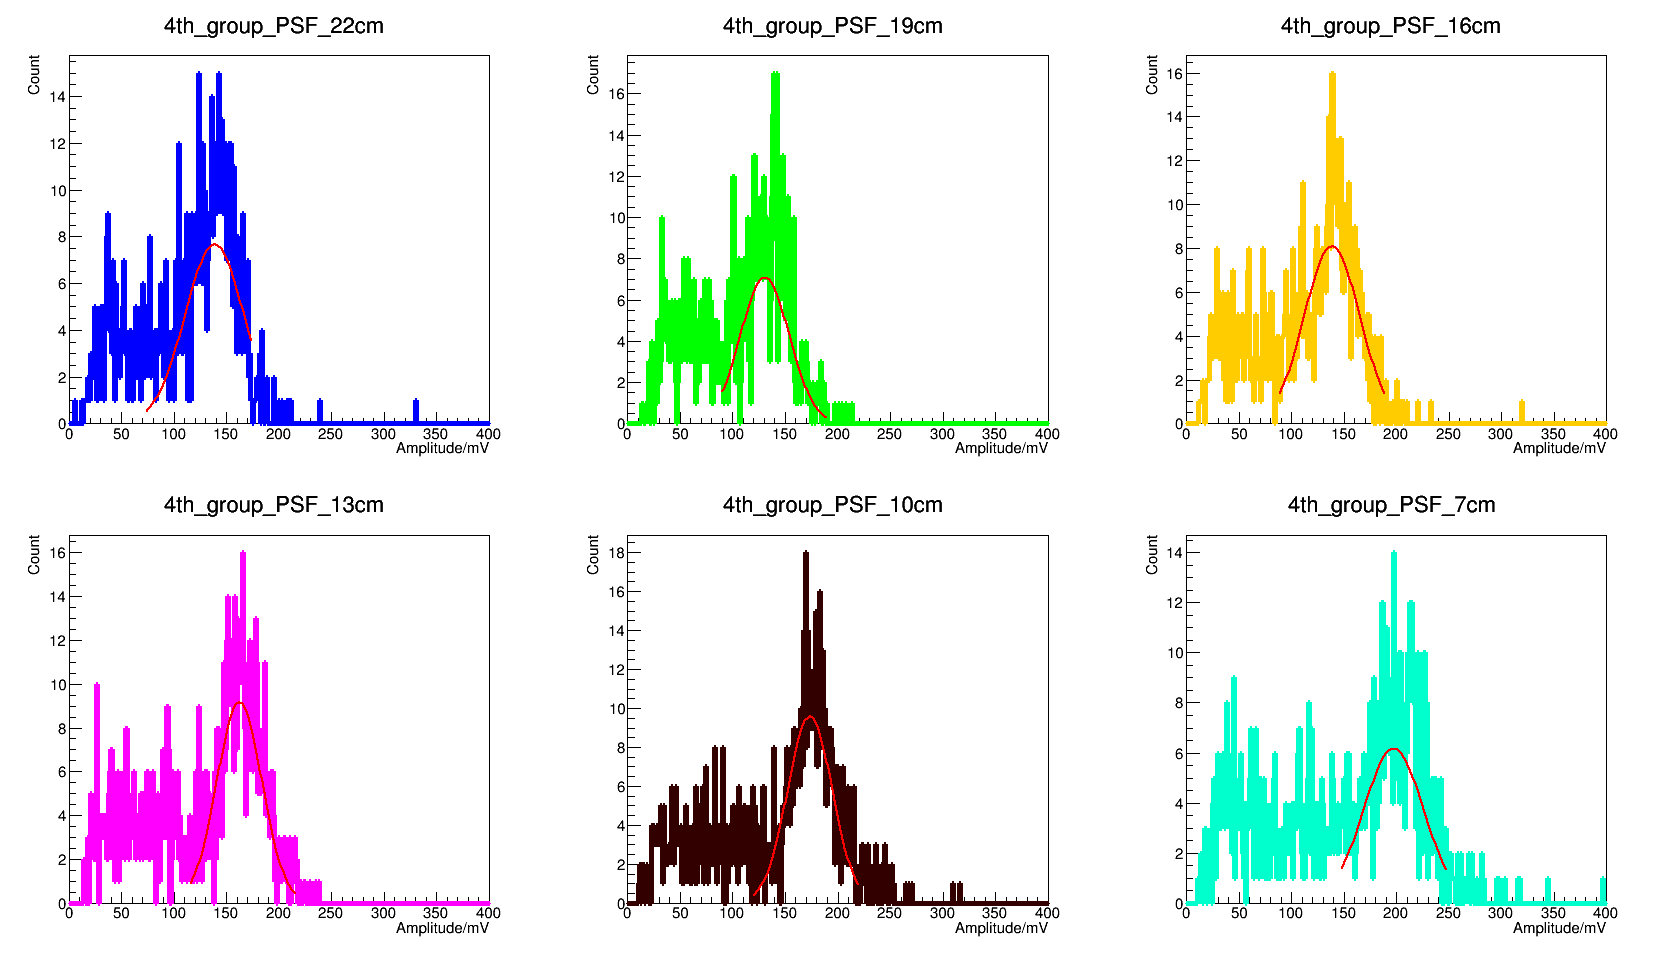 4th_group_PSF_22cm
Count
14
12
10
8
6
4
2
0
0 50 100 150 200 250 300 350 400
Amplitude/mV
4th_group_PSF_19cm
Count
16
14
12
10
8
6
4
2
0
0 50 100 150 200 250 300 350 400
Amplitude/mV
4th_group_PSF_16cm
Count
16
14
12
10
8
6
4
2
0
0 50 100 150 200 250 300 350 400
Amplitude/mV
4th_group_PSF_13cm
Count
16
14
12
10
8
6
4
2
0
0 50 100 150 200 250 300 350 400
Amplitude/mV
4th_group_PSF_10cm
Count
18
16
14
12
10
8
6
4
2
0
0 50 100 150 200 250 300 350 400
Amplitude/mV
4th_group_PSF_7cm
Count
14
12
10
8
6
4
2
0
0 50 100 150 200 250 300 350 400
Amplitude/mV